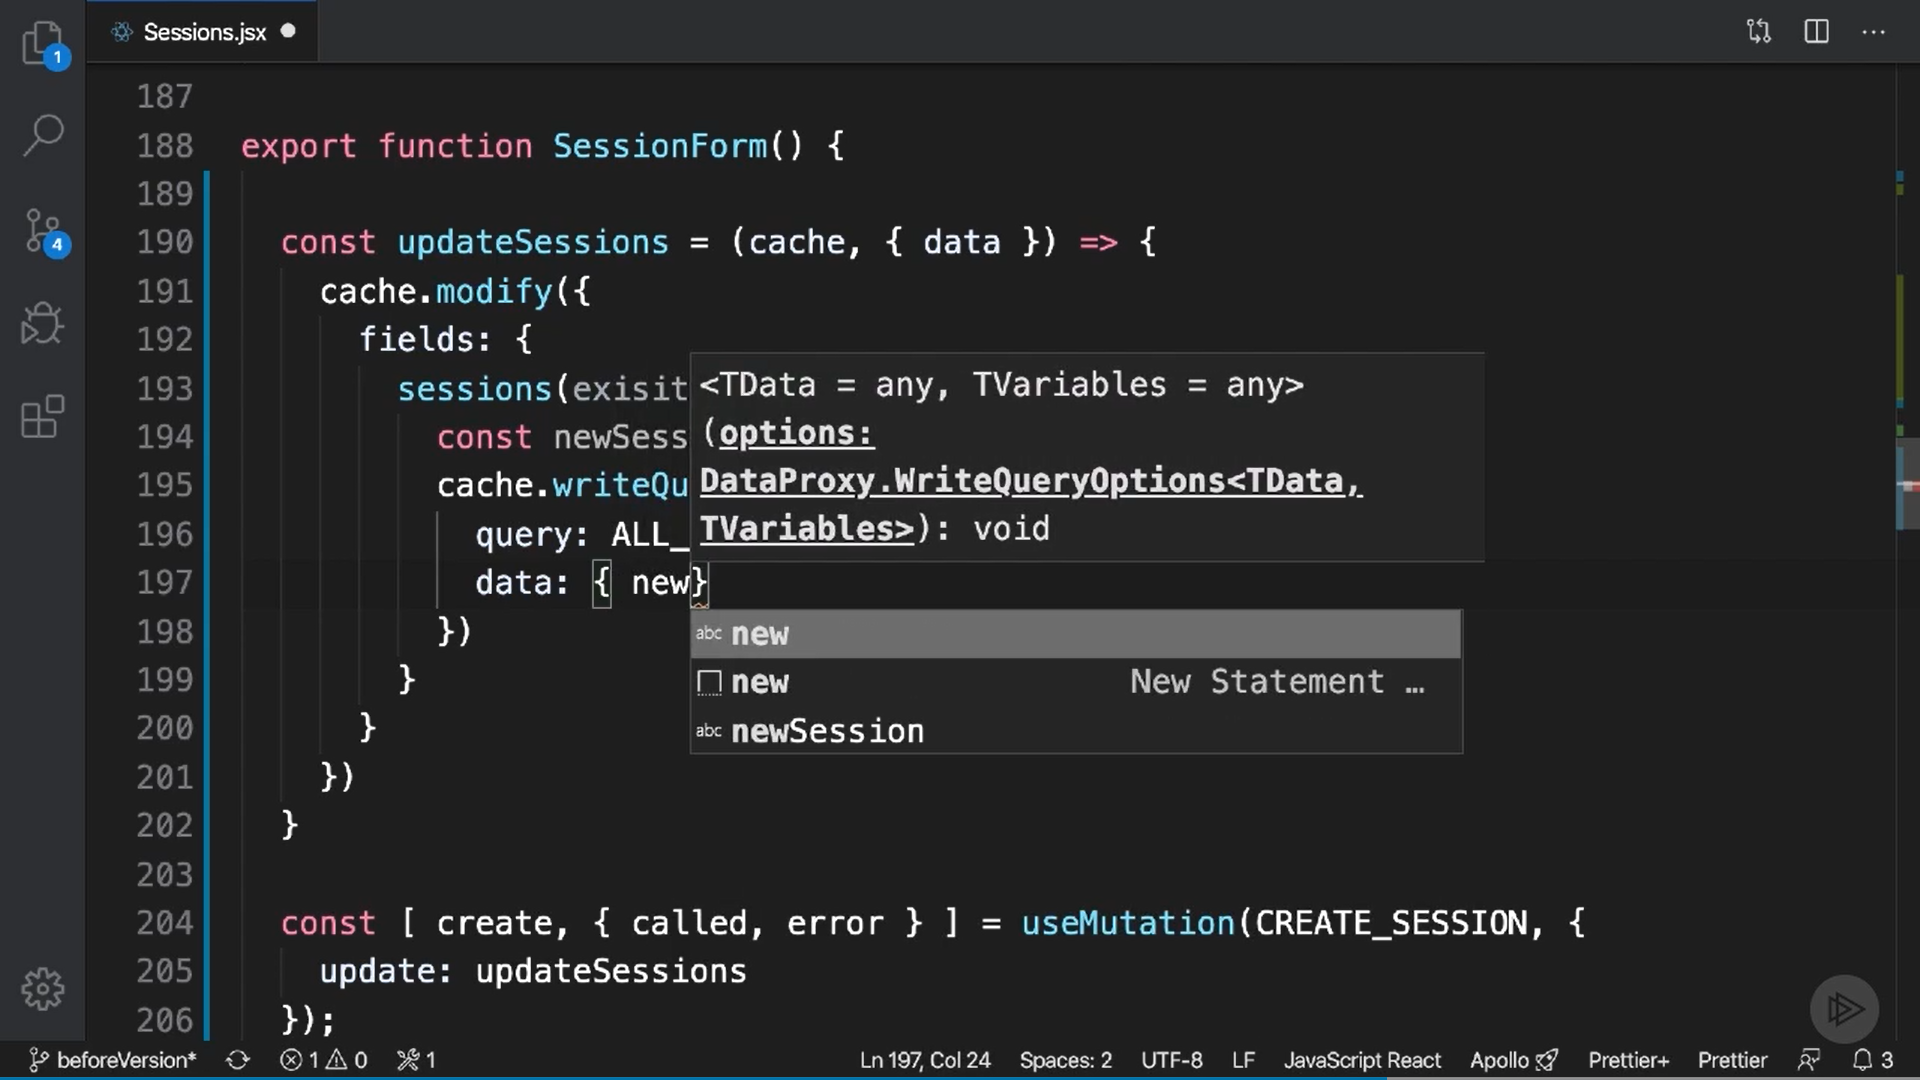 Sessions.jsx
1
187
188 export function SessionForm() {
189
190 const updateSessions = (cache, { data }) => {
191 cache.modify({
192 fields: {
193 sessions(exisit
194 const newSess
195 cache.writeQu
196 query: ALL_
197 data: { new}
198 })
199 }
200 }
201 })
202 }
203
204 const [ create, { called, error } ] = useMutation(CREATE_SESSION, {
205 update: updateSessions
206 });
<TData = any, TVariables = any>
(options:
DataProxy.WriteQueryOptions<TData,
TVariables>): void
abc new
new New Statement …
abc newSession
4
beforeVersion* 1 0 1 Ln 197, Col 24 Spaces: 2 UTF-8 LF JavaScript React Apollo Prettier+ Prettier 3